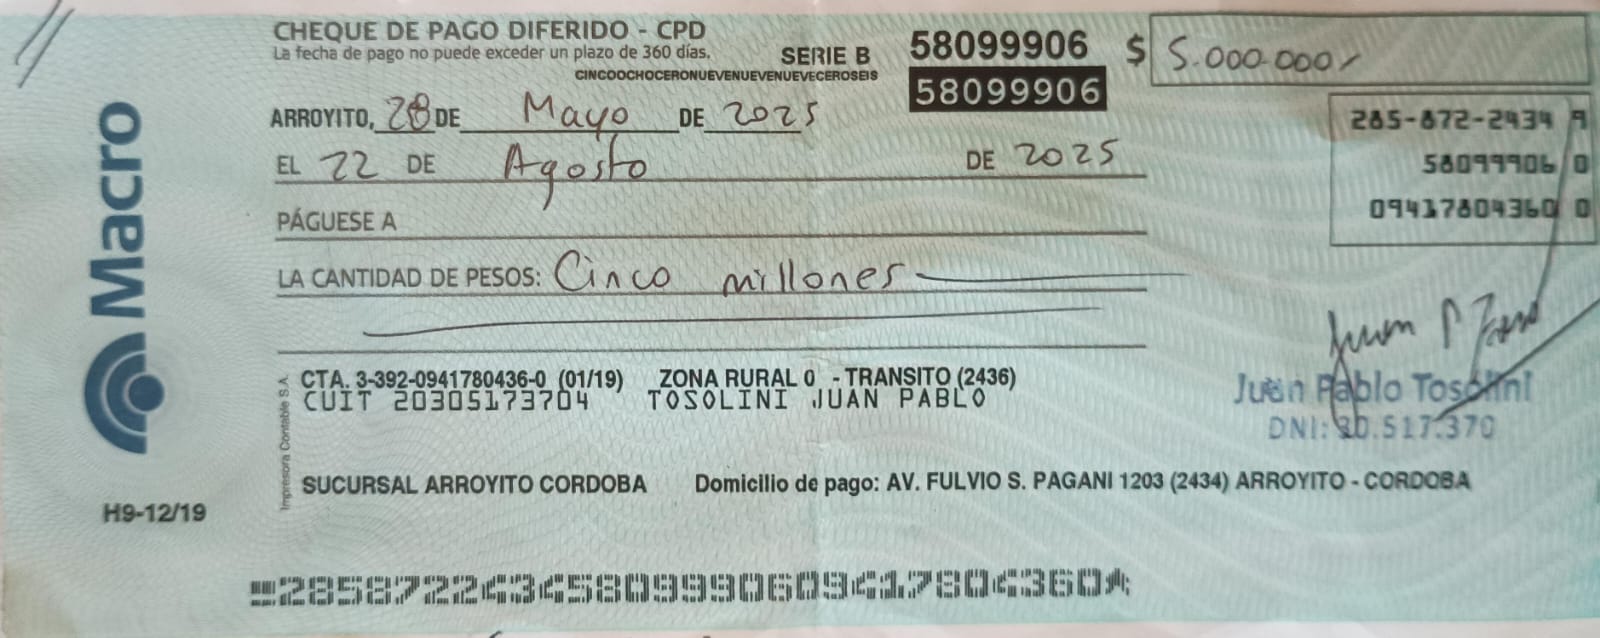 CHEQUE DE PAGO DIFERIDO - CPD
La fecha de pago no puede exceder un plazo de 360 días.
SERIE B 58099906 $ 5.000.000/
CINCOOCHOCERONUEVENUEVENUEVECEROSEIS
58099906
ARROYITO, 28 DE Mayo DE 2025
285-872-2434 9
EL 22 DE Agosto DE 2025
58099906 0
PÁGUESE A
09417804360 0
LA CANTIDAD DE PESOS: Cinco millones
Macro
CTA. 3-392-0941780436-0 (01/19) ZONA RURAL 0 - TRANSITO (2436)
CUIT 20305173704 TOSOLINI JUAN PABLO
Juan Pablo Tosolini
DNI: 30.517.370
Impresora Contable S.A.
SUCURSAL ARROYITO CORDOBA Domicilio de pago: AV. FULVIO S. PAGANI 1203 (2434) ARROYITO - CORDOBA
H9-12/19
28587224345809990609417804360